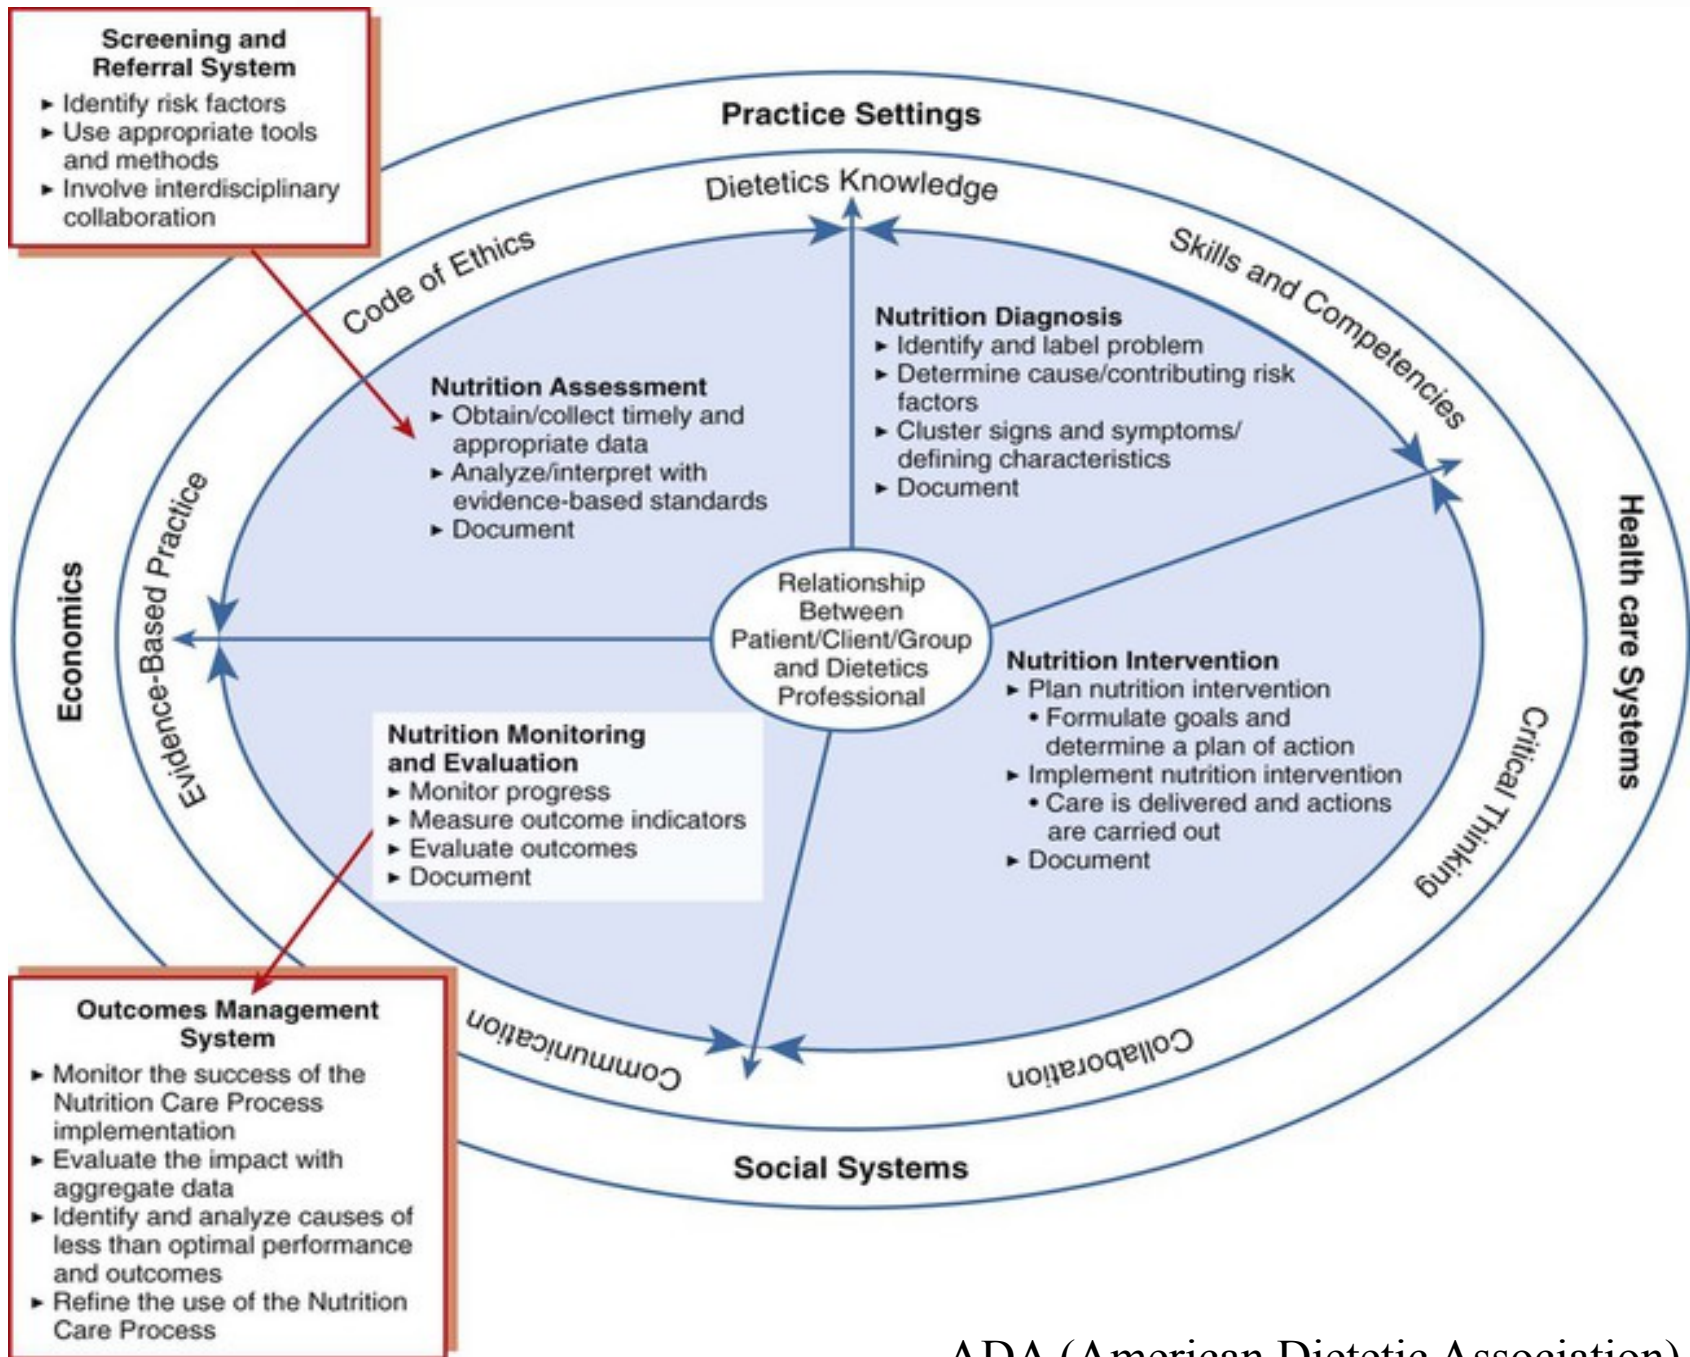 Screening and
Referral System
► Identify risk factors
► Use appropriate tools
and methods
► Involve interdisciplinary
collaboration
Practice Settings
Dietetics Knowledge
Code of Ethics
Skills and Competencies
Nutrition Assessment
► Obtain/collect timely and
appropriate data
► Analyze/interpret with
evidence-based standards
► Document
Nutrition Diagnosis
► Identify and label problem
► Determine cause/contributing risk
factors
► Cluster signs and symptoms/
defining characteristics
► Document
Economics
Evidence-Based Practice
Relationship
Between
Patient/Client/Group
and Dietetics
Professional
Health care Systems
Critical Thinking
Nutrition Monitoring
and Evaluation
► Monitor progress
► Measure outcome indicators
► Evaluate outcomes
► Document
Nutrition Intervention
► Plan nutrition intervention
• Formulate goals and
determine a plan of action
► Implement nutrition intervention
• Care is delivered and actions
are carried out
► Document
Communication
Collaboration
Social Systems
Outcomes Management
System
► Monitor the success of the
Nutrition Care Process
implementation
► Evaluate the impact with
aggregate data
► Identify and analyze causes of
less than optimal performance
and outcomes
► Refine the use of the Nutrition
Care Process
ADA (American Dietetic Association)